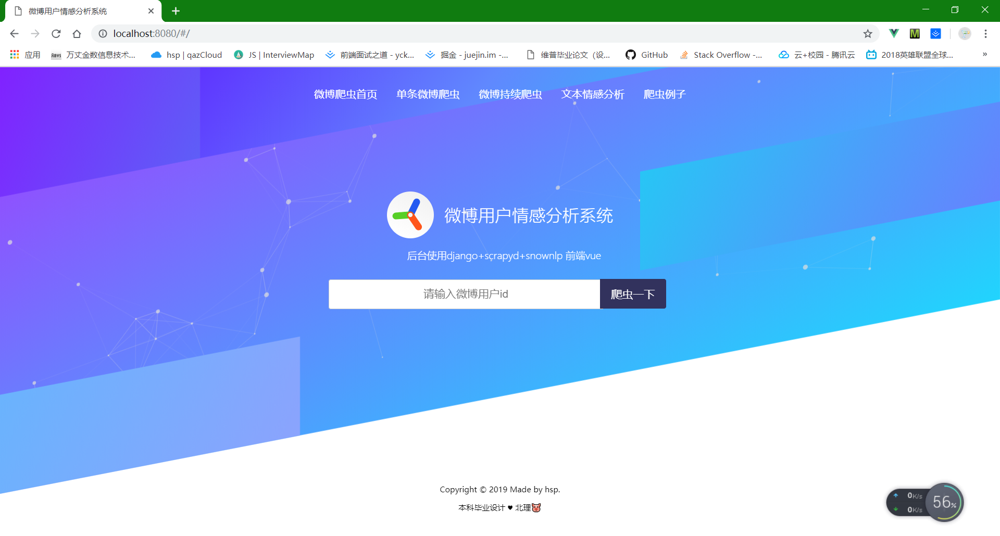 微博用户情感分析系统
localhost:8080/#/
应用 万丈金数信息技术... hsp | qazCloud JS | InterviewMap 前端面试之道 - yck... 掘金 - juejin.im -... 维普毕业论文（设... GitHub Stack Overflow -... 云+校园 - 腾讯云 2018英雄联盟全球... »
微博爬虫首页 单条微博爬虫 微博持续爬虫 文本情感分析 爬虫例子
微博用户情感分析系统
后台使用django+scrapyd+snownlp 前端vue
请输入微博用户id 爬虫一下
Copyright © 2019 Made by hsp.
本科毕业设计 ♥ 北理🐷
0K/s
0K/s
56%